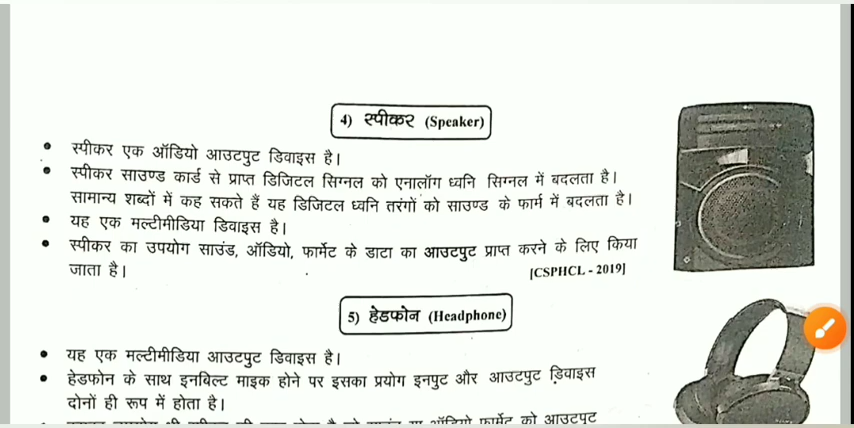 4) स्पीकर (Speaker)
• स्पीकर एक ऑडियो आउटपुट डिवाइस है।
• स्पीकर साउण्ड कार्ड से प्राप्त डिजिटल सिग्नल को एनालॉग ध्वनि सिग्नल में बदलता है।
सामान्य शब्दों में कह सकते हैं यह डिजिटल ध्वनि तरंगों को साउण्ड के फार्म में बदलता है।
• यह एक मल्टीमीडिया डिवाइस है।
• स्पीकर का उपयोग साउंड, ऑडियो, फार्मेट के डाटा का आउटपुट प्राप्त करने के लिए किया
जाता है। [CSPHCL - 2019]
5) हेडफोन (Headphone)
• यह एक मल्टीमीडिया आउटपुट डिवाइस है।
• हेडफोन के साथ इनबिल्ट माइक होने पर इसका प्रयोग इनपुट और आउटपुट डिवाइस
दोनों ही रूप में होता है।
ऑडियो फार्मेट को आउटपुट